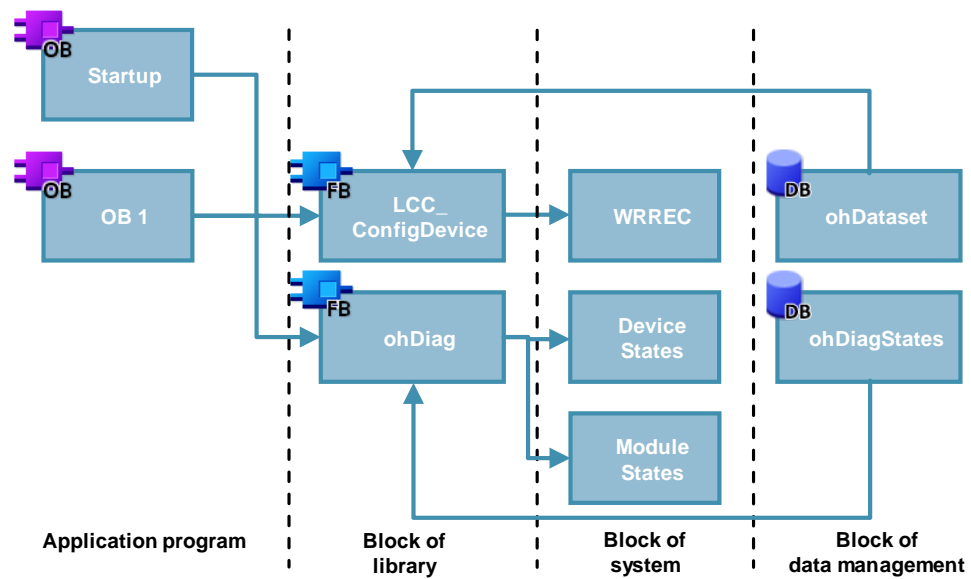 OB
Startup
OB
OB 1
FB
LCC_
ConfigDevice
WRREC
DB
ohDataset
FB
ohDiag
Device
States
DB
ohDiagStates
Module
States
Application program
Block of
library
Block of
system
Block of
data management